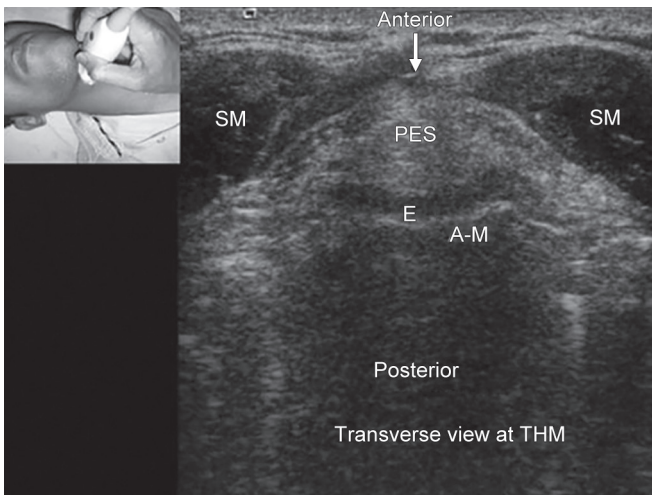 Anterior
SM
SM
PES
E
A-M
Posterior
Transverse view at THM